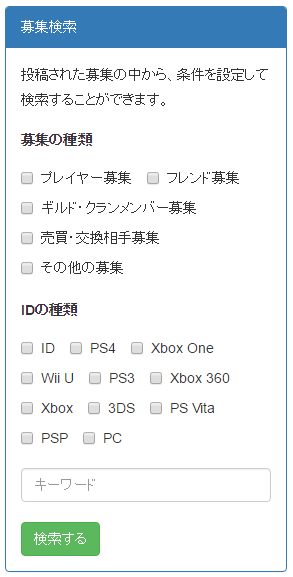 募集検索
投稿された募集の中から、条件を設定して
検索することができます。
募集の種類
プレイヤー募集 フレンド募集
ギルド・クランメンバー募集
売買・交換相手募集
その他の募集
IDの種類
ID PS4 Xbox One
Wii U PS3 Xbox 360
Xbox 3DS PS Vita
PSP PC
キーワード
検索する